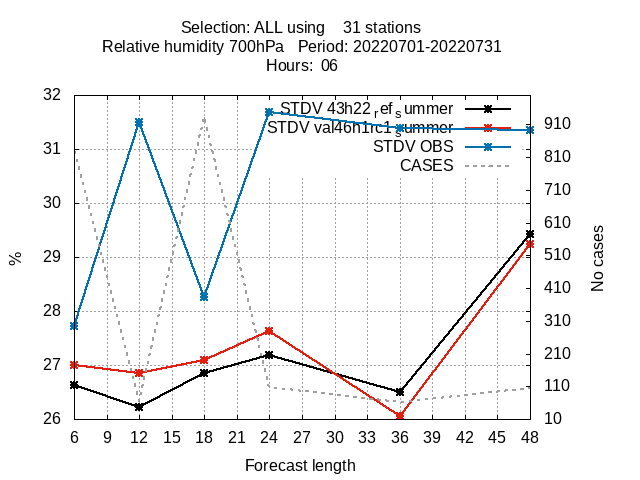 Selection: ALL using    31 stations
Relative humidity 700hPa   Period: 20220701-20220731
Hours: 06
STDV 43h22ref_summer
STDV val46h1rc1_summer
STDV OBS
CASES
32
31
30
29
28
27
26
%
910
810
710
610
510
410
310
210
110
10
No cases
6 9 12 15 18 21 24 27 30 33 36 39 42 45 48
Forecast length